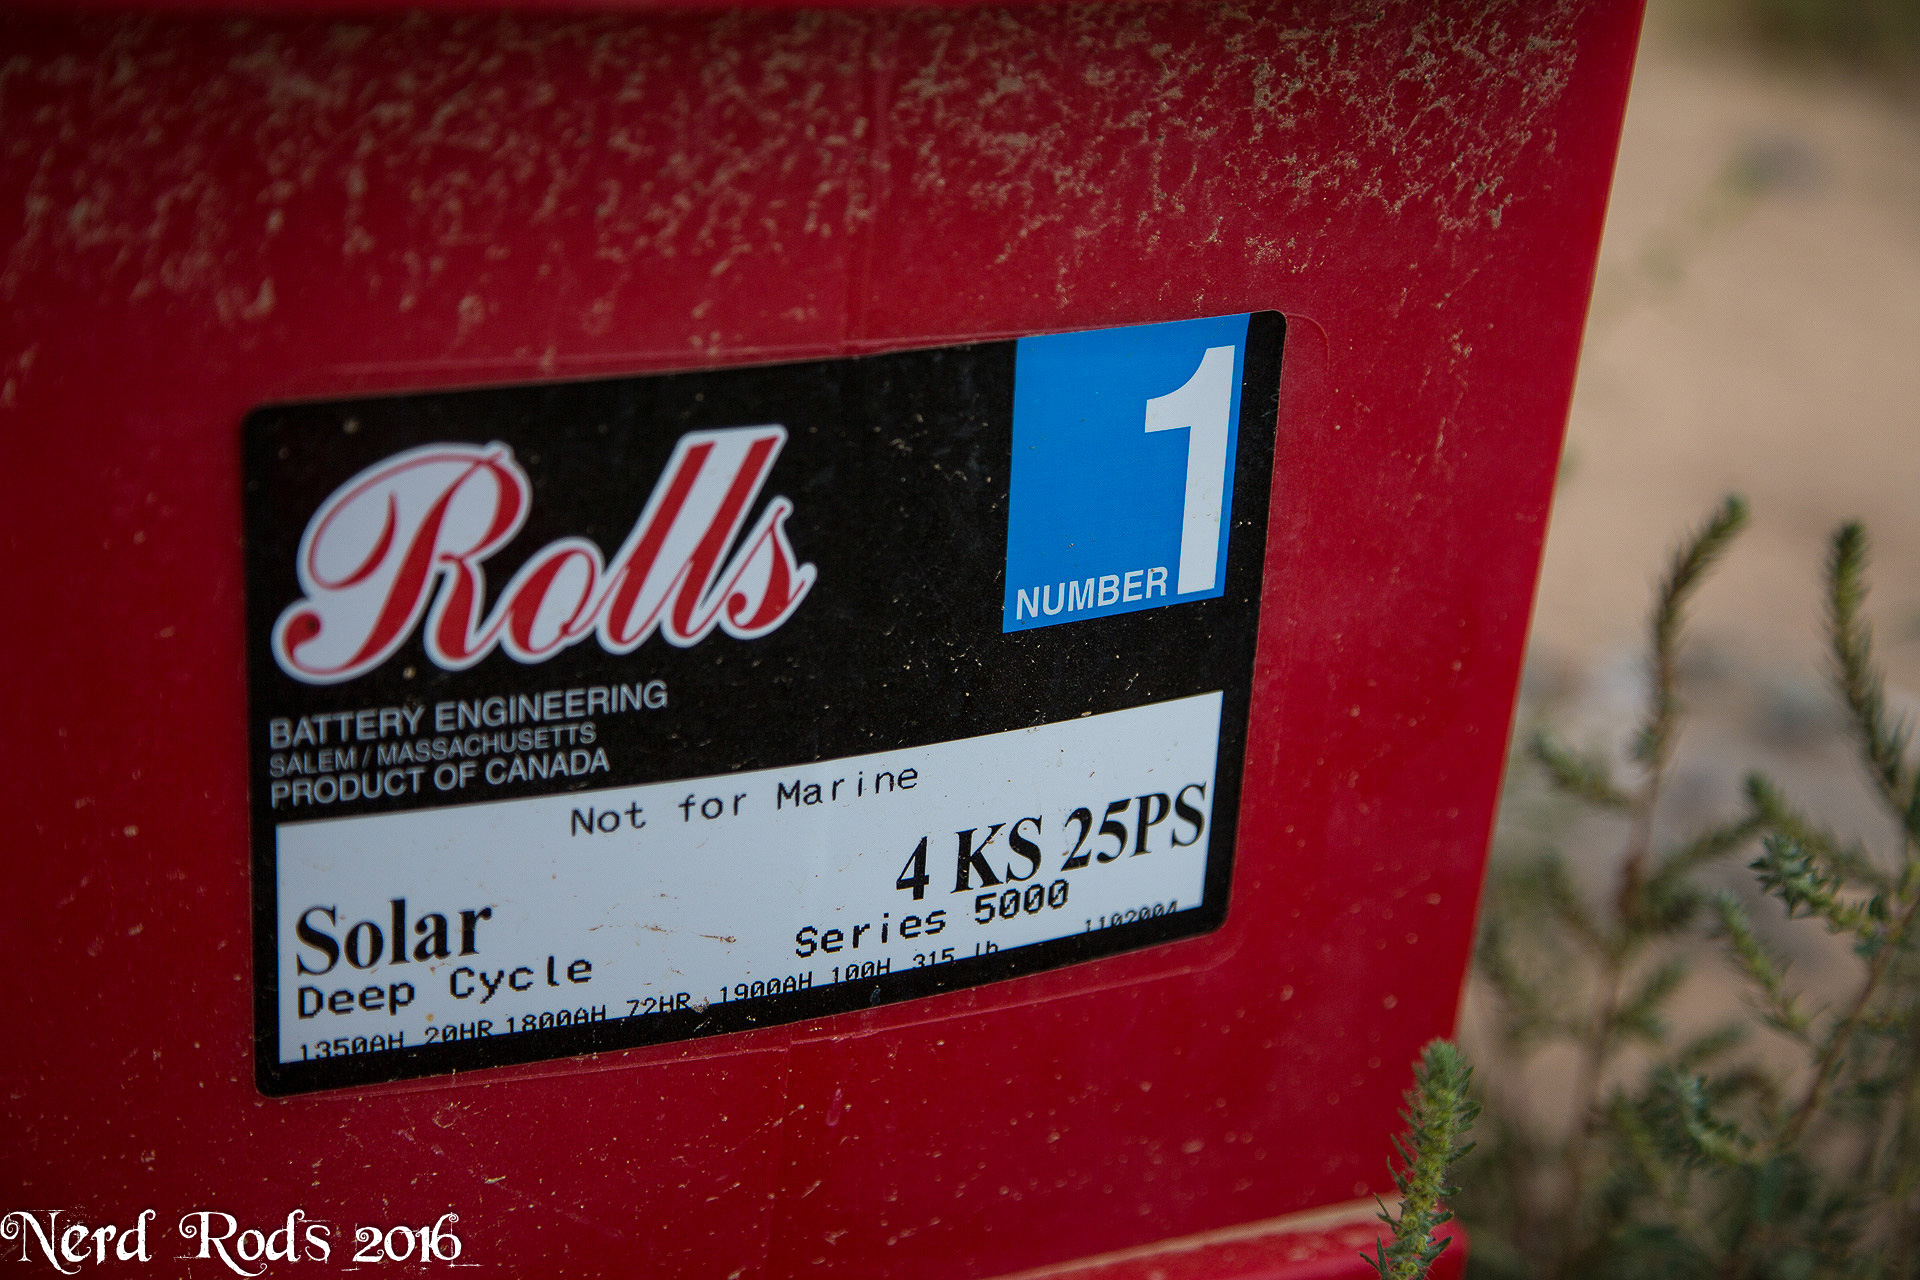 Rolls
NUMBER 1
BATTERY ENGINEERING
SALEM / MASSACHUSETTS
PRODUCT OF CANADA
Not for Marine
4 KS 25PS
Solar
Series 5000
Deep Cycle
1102004
1350AH 20HR 1800AH 72HR 1900AH 100H 315 lb
Nerd Rods 2016